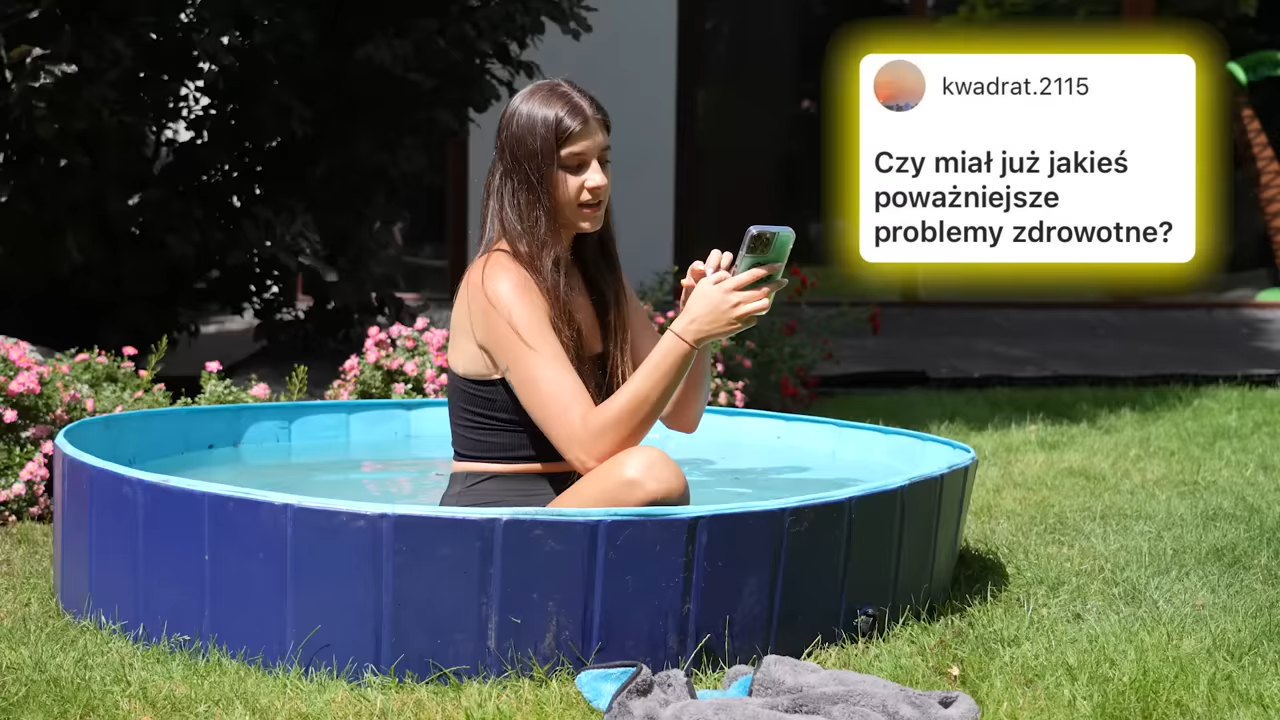 kwadrat.2115
Czy miał już jakieś
poważniejsze
problemy zdrowotne?